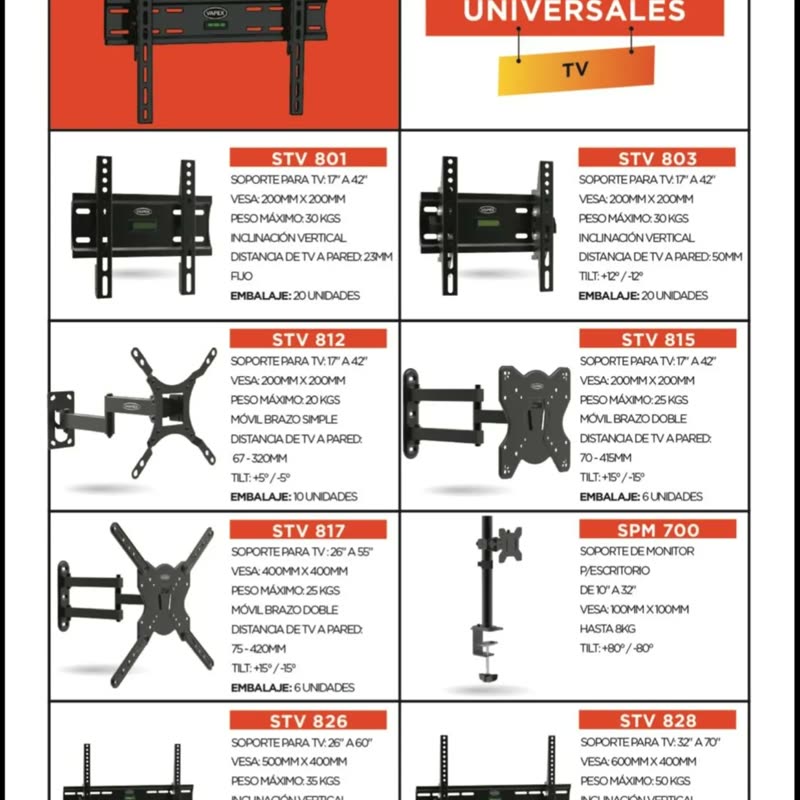 VAPEX
UNIVERSALES
TV
STV 801
SOPORTE PARA TV: 17" A 42"
VESA: 200MM X 200MM
PESO MÁXIMO: 30 KGS
INCLINACIÓN VERTICAL
DISTANCIA DE TV A PARED: 23MM
FIJO
EMBALAJE: 20 UNIDADES
STV 803
SOPORTE PARA TV: 17" A 42"
VESA: 200MM X 200MM
PESO MÁXIMO: 30 KGS
INCLINACIÓN VERTICAL
DISTANCIA DE TV A PARED: 50MM
TILT: +12° / -12°
EMBALAJE: 20 UNIDADES
STV 812
SOPORTE PARA TV: 17" A 42"
VESA: 200MM X 200MM
PESO MÁXIMO: 20 KGS
MÓVIL BRAZO SIMPLE
DISTANCIA DE TV A PARED:
67 - 320MM
TILT: +5° / -5°
EMBALAJE: 10 UNIDADES
STV 815
SOPORTE PARA TV: 17" A 42"
VESA: 200MM X 200MM
PESO MÁXIMO: 25 KGS
MÓVIL BRAZO DOBLE
DISTANCIA DE TV A PARED:
70 - 415MM
TILT: +15° / -15°
EMBALAJE: 6 UNIDADES
STV 817
SOPORTE PARA TV : 26" A 55"
VESA: 400MM X 400MM
PESO MÁXIMO: 25 KGS
MÓVIL BRAZO DOBLE
DISTANCIA DE TV A PARED:
75 - 420MM
TILT: +15° / -15°
EMBALAJE: 6 UNIDADES
SPM 700
SOPORTE DE MONITOR
P/ESCRITORIO
DE 10" A 32"
VESA: 100MM X 100MM
HASTA 8KG
TILT: +80° / -80°
STV 826
SOPORTE PARA TV: 26" A 60"
VESA: 500MM X 400MM
PESO MÁXIMO: 35 KGS
INCLINACIÓN VERTICAL
STV 828
SOPORTE PARA TV: 32" A 70"
VESA: 600MM X 400MM
PESO MÁXIMO: 50 KGS
INCLINACIÓN VERTICAL